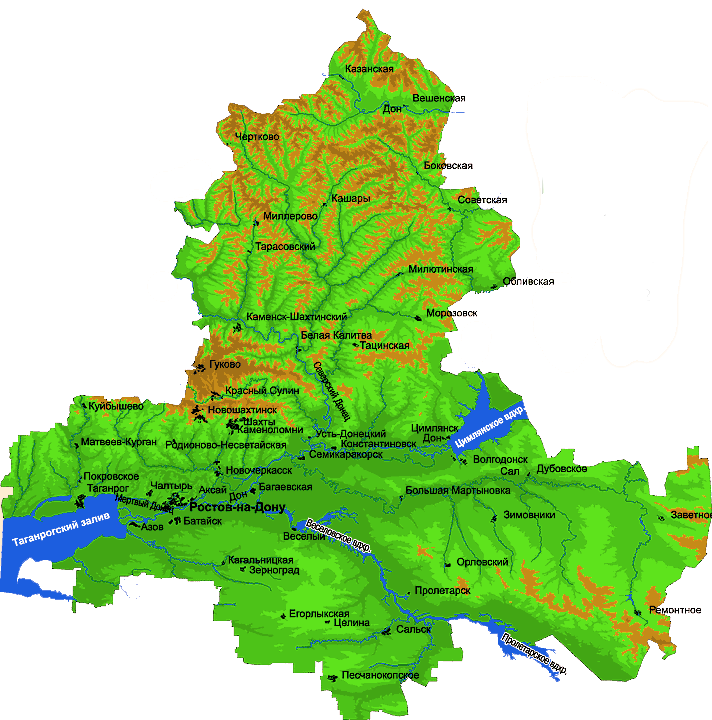 Казанская
Вешенская
Дон
Чертково
Боковская
Кашары
Советская
Миллерово
Тарасовский
Милютинская
Обливская
Каменск-Шахтинский
Морозовск
Белая Калитва
Тацинская
Гуково
Северский Донец
Красный Сулин
Куйбышево
Новошахтинск
Цимлянское вдхр.
Шахты
Каменоломни
Цимлянск
Усть-Донецкий
Дон
Матвеев-Курган
Родионово-Несветайская
Константиновск
Семикаракорск
Волгодонск
Новочеркасск
Сал
Дубовское
Покровское
Таганрог
Чалтырь
Аксай
Дон
Багаевская
Большая Мартыновка
Мертвый Донец
Ростов-на-Дону
Зимовники
Заветное
Таганрогский залив
Азов
Батайск
Веселый
Веселовское вдхр.
Кагальницкая
Зерноград
Орловский
Пролетарск
Егорлыкская
Целина
Ремонтное
Сальск
Пролетарское вдхр.
Песчанокопское